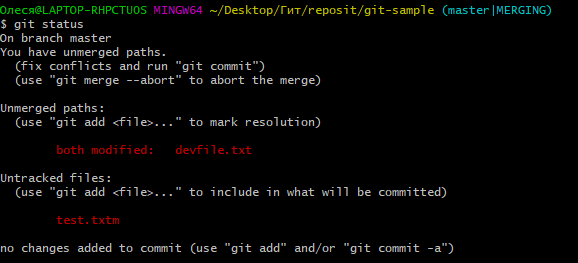 Олеся@LAPTOP-RHPCTUOS MINGW64 ~/Desktop/Гит/reposit/git-sample (master|MERGING)
$ git status
On branch master
You have unmerged paths.
  (fix conflicts and run "git commit")
  (use "git merge --abort" to abort the merge)

Unmerged paths:
  (use "git add <file>..." to mark resolution)

        both modified:   devfile.txt

Untracked files:
  (use "git add <file>..." to include in what will be committed)

        test.txtm

no changes added to commit (use "git add" and/or "git commit -a")